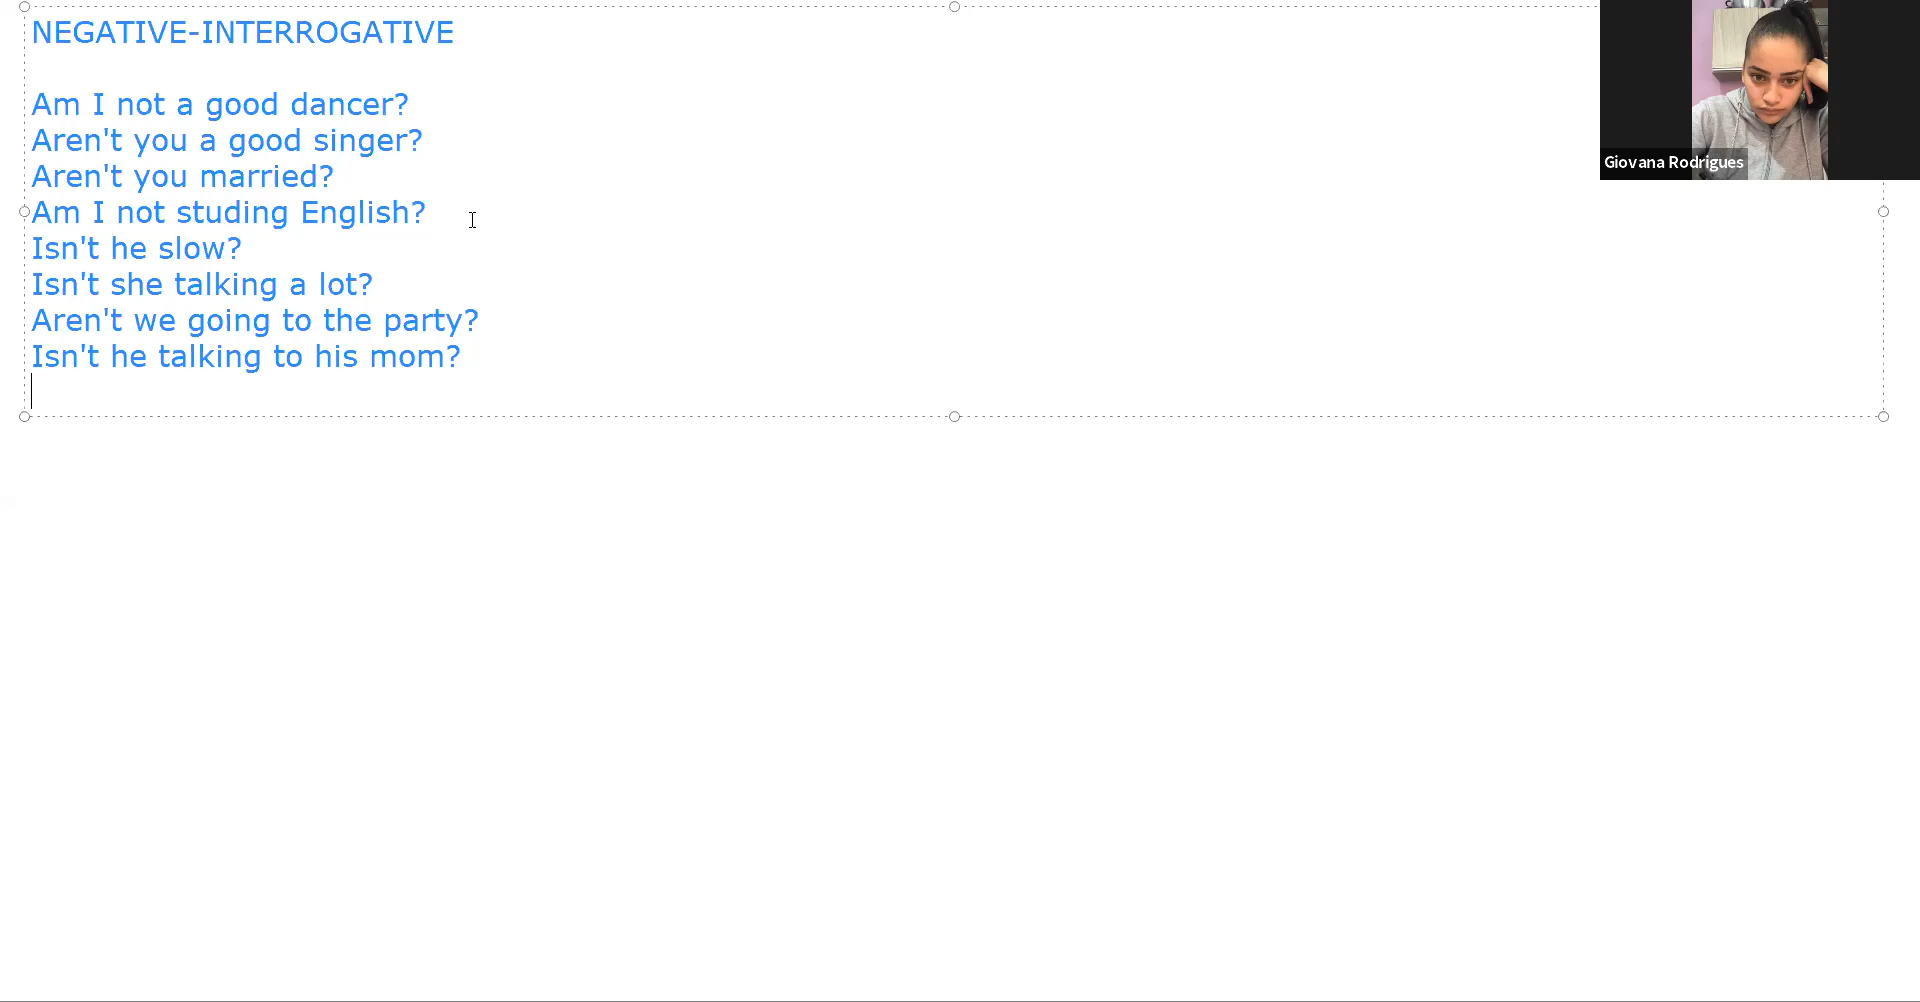 NEGATIVE-INTERROGATIVE
Am I not a good dancer?
Aren't you a good singer?
Aren't you married?
Am I not studing English?
Isn't he slow?
Isn't she talking a lot?
Aren't we going to the party?
Isn't he talking to his mom?
Giovana Rodrigues